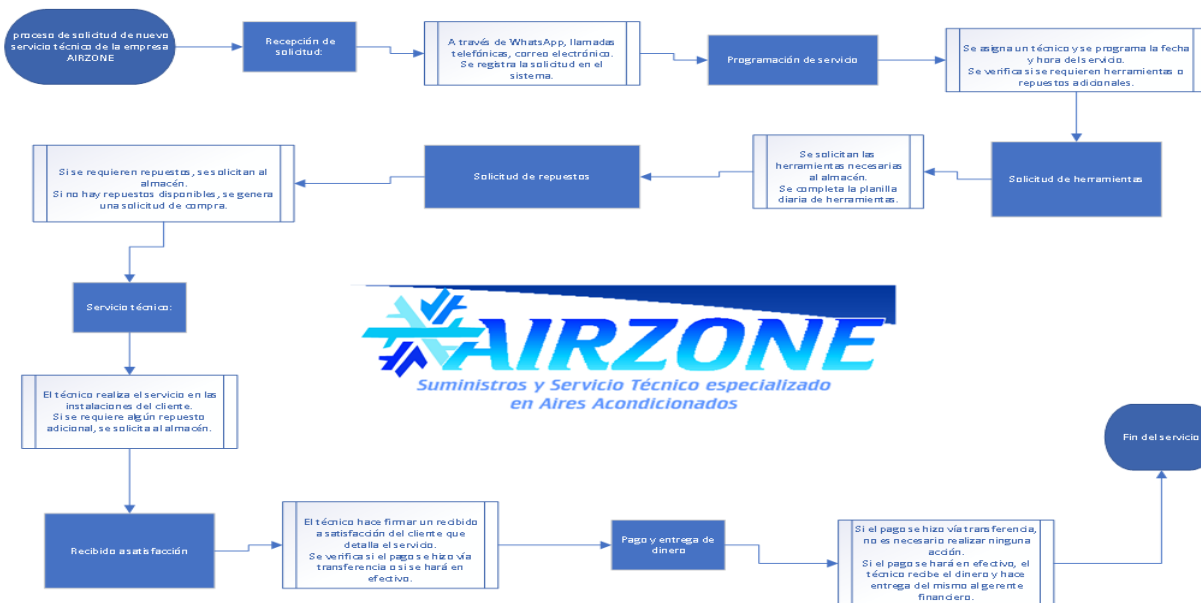 proceso de solicitud de nuevo
servicio técnico de la empresa
AIRZONE
Recepción de
solicitud:
A través de WhatsApp, llamadas
telefónicas, correo electrónico.
Se registra la solicitud en el
sistema.
Programación de servicio
Se asigna un técnico y se programa la fecha
y hora del servicio.
Se verifica si se requieren herramientas o
repuestos adicionales.
Solicitud de herramientas
Se solicitan las
herramientas necesarias
al almacén.
Se completa la planilla
diaria de herramientas.
Solicitud de repuestos
Si se requieren repuestos, se solicitan al
almacén.
Si no hay repuestos disponibles, se genera
una solicitud de compra.
Servicio técnico:
AIRZONE
Suministros y Servicio Técnico especializado
en Aires Acondicionados
El técnico realiza el servicio en las
instalaciones del cliente.
Si se requiere algún repuesto
adicional, se solicita al almacén.
Recibido a satisfacción
El técnico hace firmar un recibido
a satisfacción del cliente que
detalla el servicio.
Se verifica si el pago se hizo vía
transferencia o si se hará en
efectivo.
Pago y entrega de
dinero
Si el pago se hizo vía transferencia,
no es necesario realizar ninguna
acción.
Si el pago se hará en efectivo, el
técnico recibe el dinero y hace
entrega del mismo al gerente
financiero.
Fin del servicio